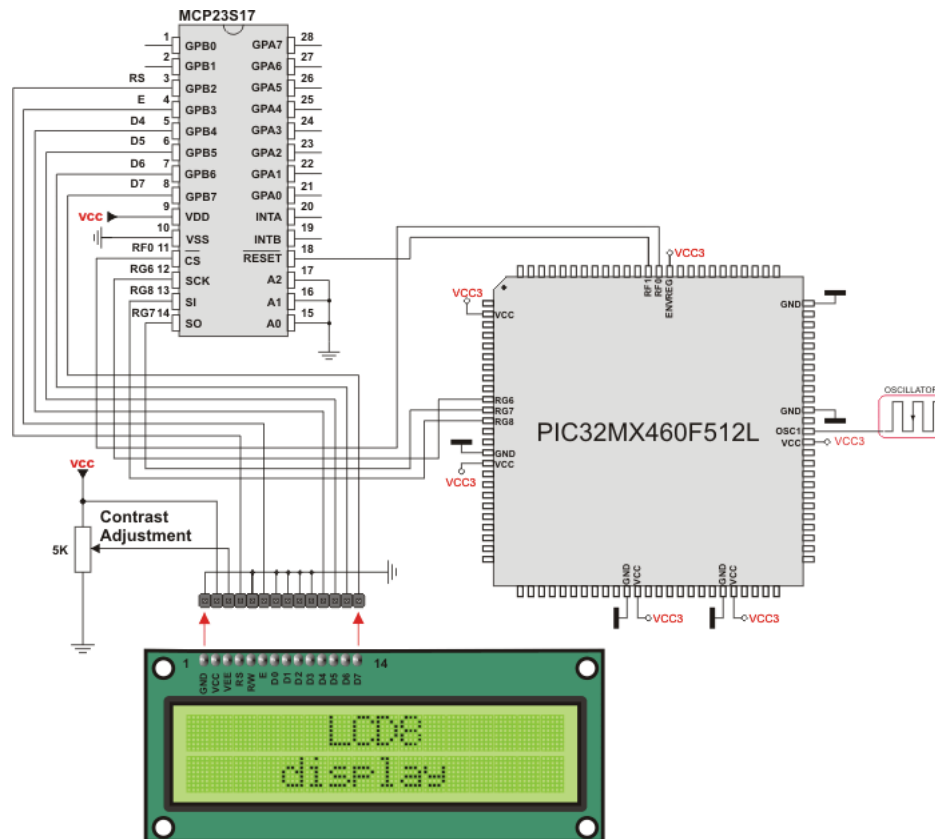 MCP23S17
1 GPB0 GPA7 28
2 GPB1 GPA6 27
RS 3 GPB2 GPA5 26
E 4 GPB3 GPA4 25
D4 5 GPB4 GPA3 24
D5 6 GPB5 GPA2 23
D6 7 GPB6 GPA1 22
D7 8 GPB7 GPA0 21
vcc 9 VDD INTA 20
10 VSS INTB 19
RF0 11 CS RESET 18
RG6 12 SCK A2 17
RG8 13 SI A1 16
RG7 14 SO A0 15
RF1 RF0 ENVREG VCC3
VCC3 VCC GND
RG6 RG7 RG8
PIC32MX460F512L
GND OSC1 VCC VCC3
OSCILLATOR
GND VCC VCC3
GND VCC VCC3
GND VCC VCC3
vcc
Contrast
Adjustment
5K
1 14
GND VCC VEE RS R/W E D0 D1 D2 D3 D4 D5 D6 D7
LCD8
display